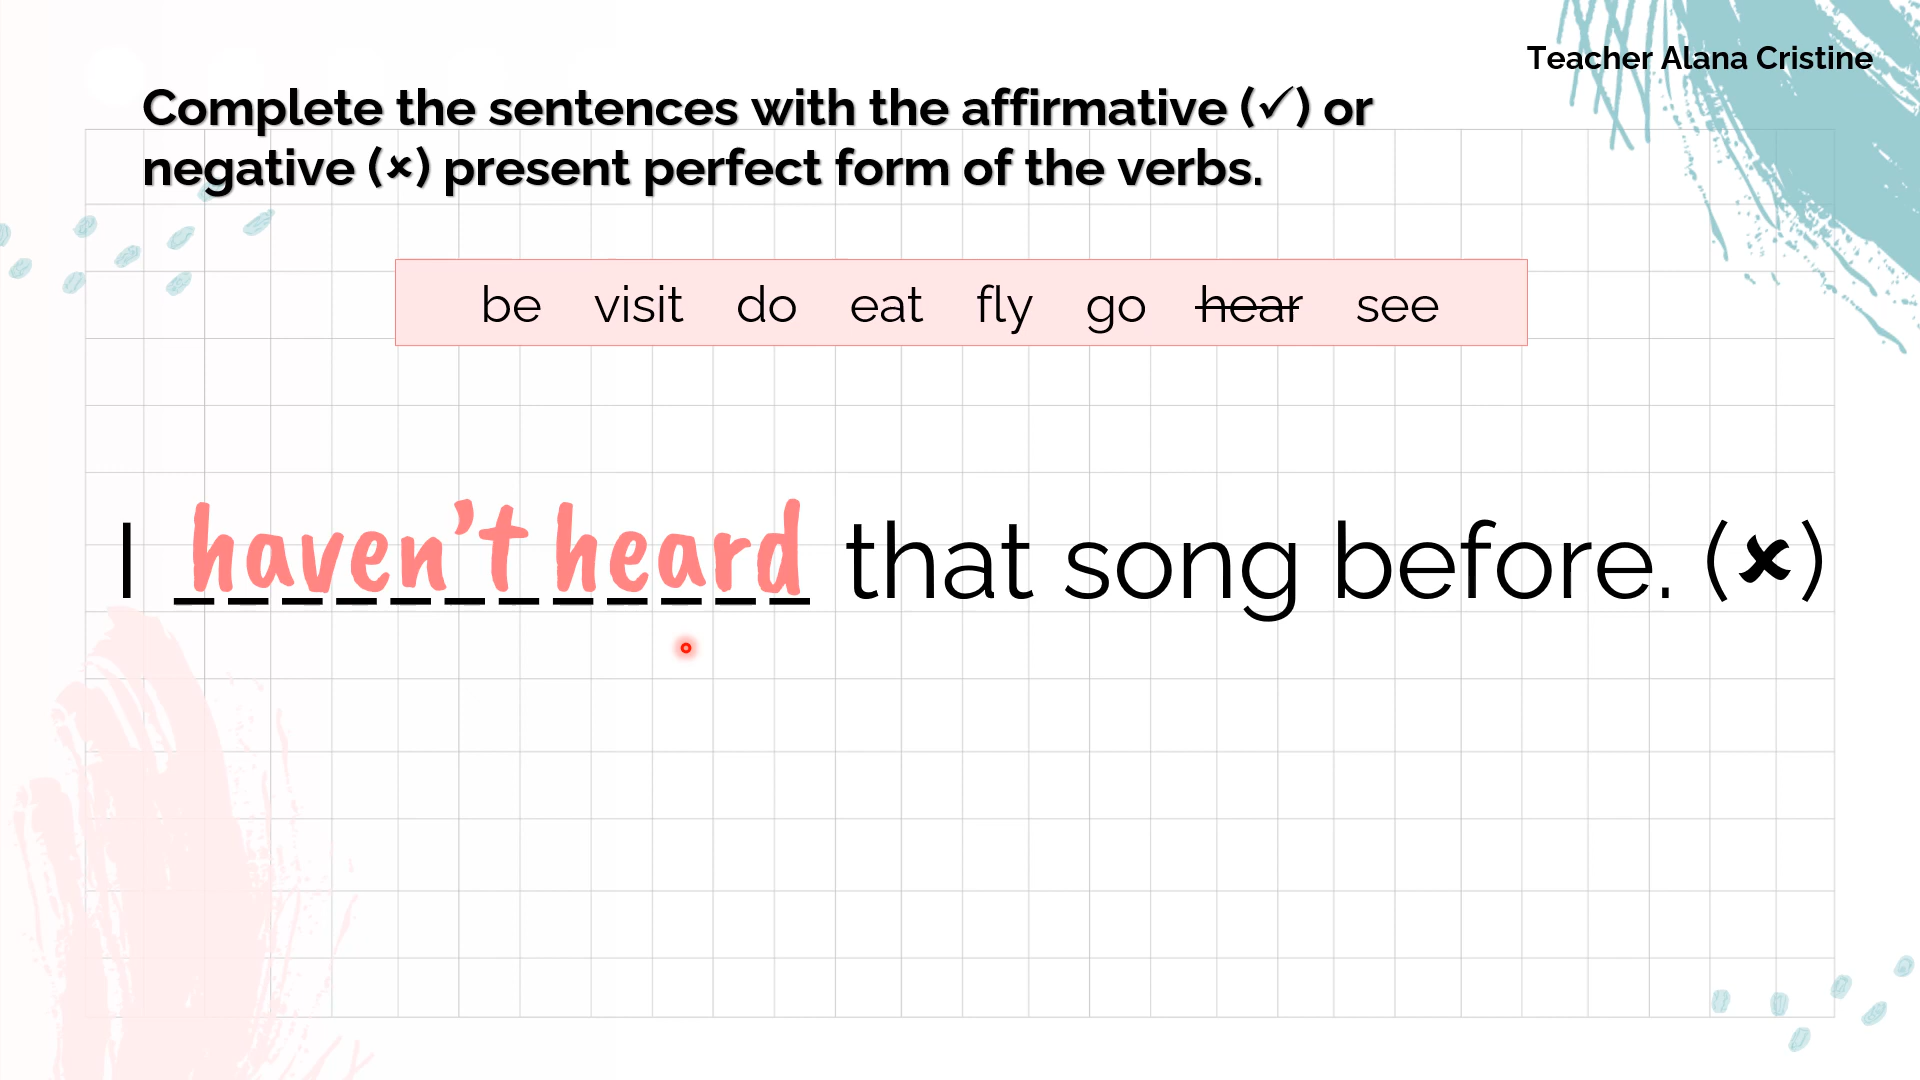 Teacher Alana Cristine
Complete the sentences with the affirmative (✓) or
negative (✗) present perfect form of the verbs.
be visit do eat fly go hear see
I haven't heard that song before. (✗)